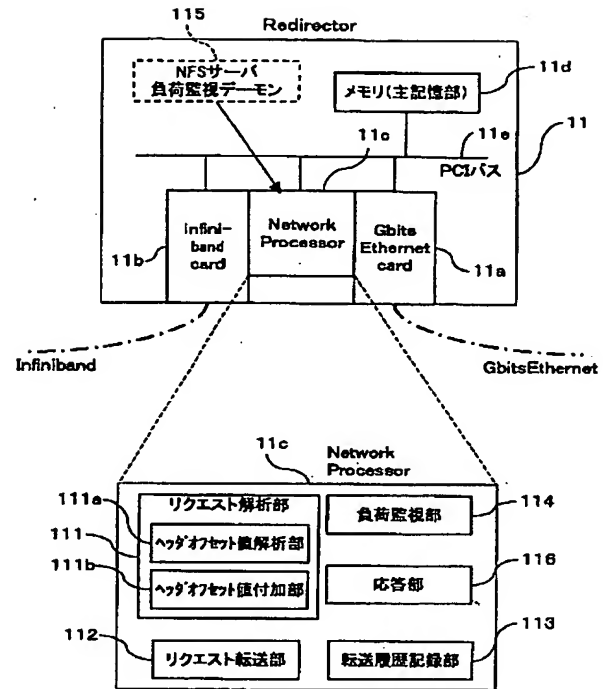 115
Redirector
NFSサーバ
負荷監視デーモン
メモリ(主記憶部)
11d
11e
11c
11
PCIバス
Infini-
band
card
Network
Processor
Gbits
Ethernet
card
11b
11a
Infiniband
GbitsEthernet
11c
Network
Processor
111a
リクエスト解析部
負荷監視部
114
111
ヘッダオフセット値解析部
111b
ヘッダオフセット値付加部
応答部
116
112
リクエスト転送部
転送履歴記録部
113